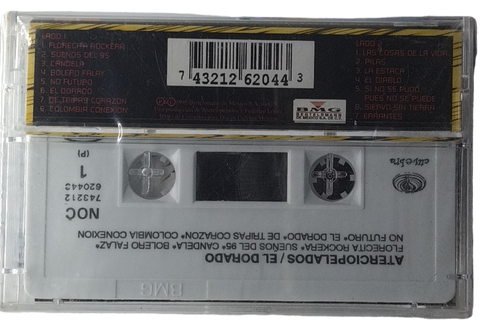 LADO 1
1. FLORECITA ROCKERA
2. SUEÑOS DEL 95
3. CANDELA
4. BOLERO FALAZ
5. NO FUTURO
6. EL DORADO
7. DE TRIPAS CORAZON
8. COLOMBIA CONEXION
7 43212 62044 3
BMG
LADO 2
1. LAS COSAS DE LA VIDA
2. PILAS
3. LA ESTACA
4. EL DIABLO
5. SI NO SE PUDO,
PUES NO SE PUEDE
6. SIERVO SIN TIERRA
7. ERRANTES
BMG
ATERCIOPELADOS / EL DORADO
FLORECITA ROCKERA* SUEÑOS DEL 95* CANDELA* BOLERO FALAZ*
NO FUTURO* EL DORADO* DE TRIPAS CORAZON* COLOMBIA CONEXION
NOC
743212
620443
1
(P)